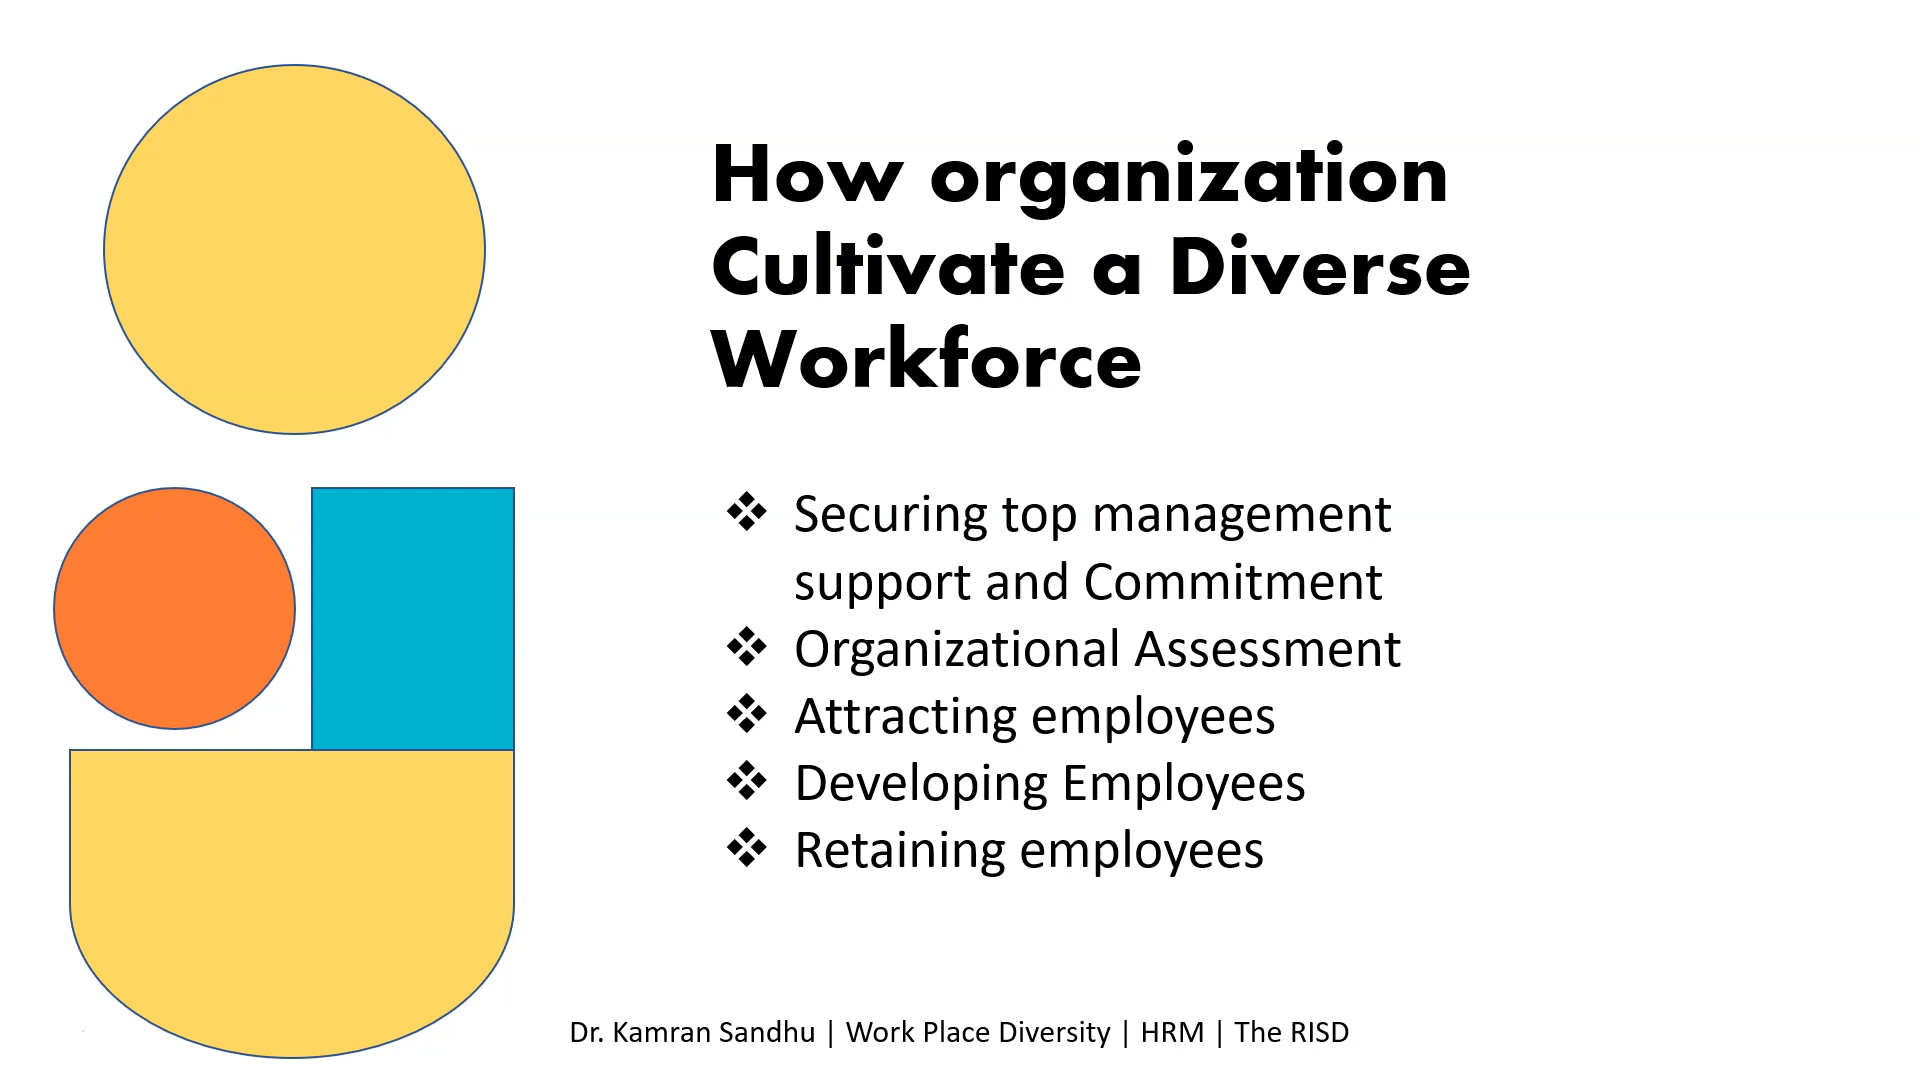 How organization
Cultivate a Diverse
Workforce
❖ Securing top management
support and Commitment
❖ Organizational Assessment
❖ Attracting employees
❖ Developing Employees
❖ Retaining employees
Dr. Kamran Sandhu | Work Place Diversity | HRM | The RISD